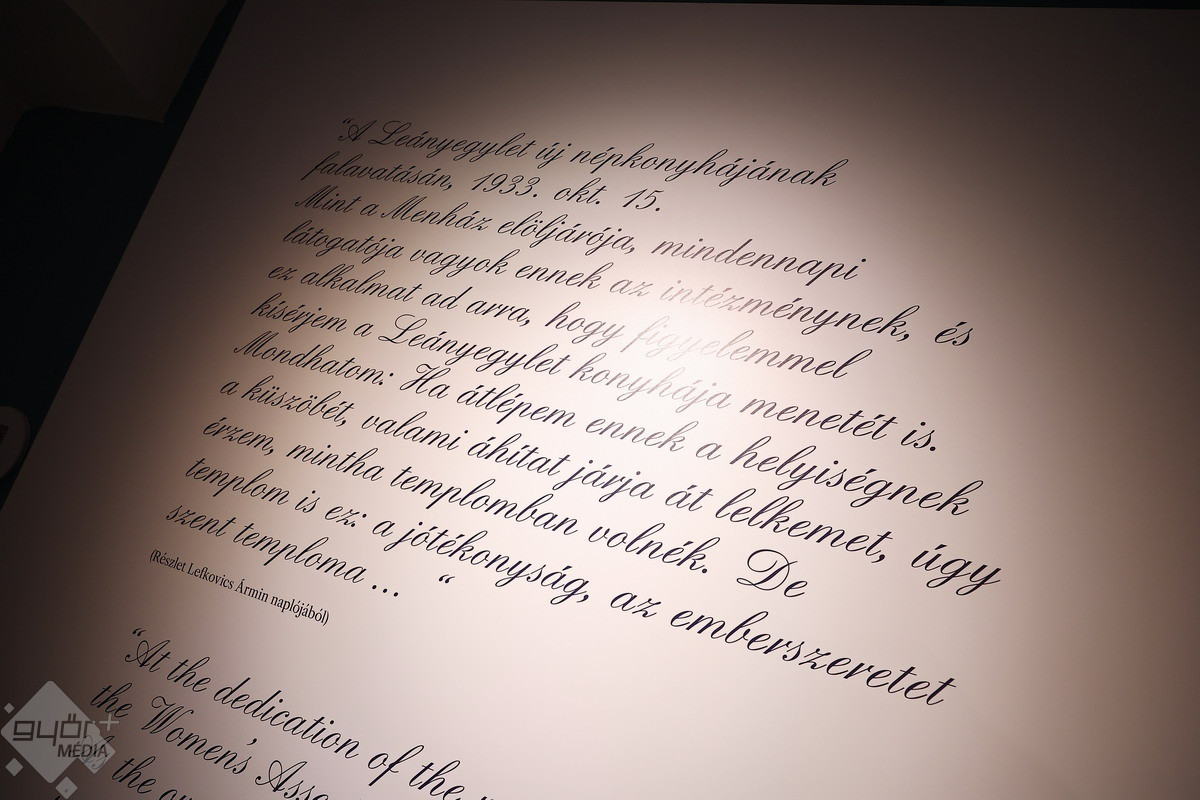 “A Leányegylet új népkonyhájának
falavatásán, 1933. okt. 15.
Mint a Menház elöljárója, mindennapi
látogatója vagyok ennek az intézménynek, és
ez alkalmat ad arra, hogy figyelemmel
kísérjem a Leányegylet konyhája menetét is.
Mondhatom: Ha átlépem ennek a helyiségnek
a küszöbét, valami áhítat járja át lelkemet, úgy
érzem, mintha templomban volnék. De
templom is ez: a jótékonyság, az emberszeretet
szent temploma ... “
(Részlet Lefkovics Ármin naplójából)
“At the dedication of the
the Women's
the
győr+
MÉDIA